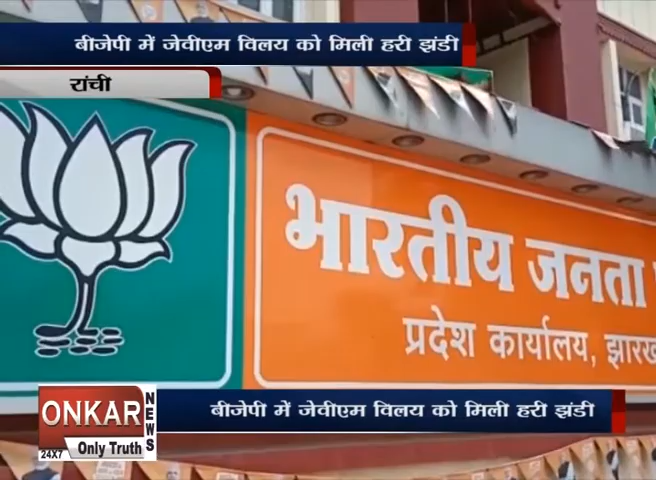 बीजेपी में जेवीएम विलय को मिली हरी झंडी
रांची
भारतीय जनता
प्रदेश कार्यालय, झारख
बीजेपी में जेवीएम विलय को मिली हरी झंडी
ONKAR NEWS
24X7 Only Truth